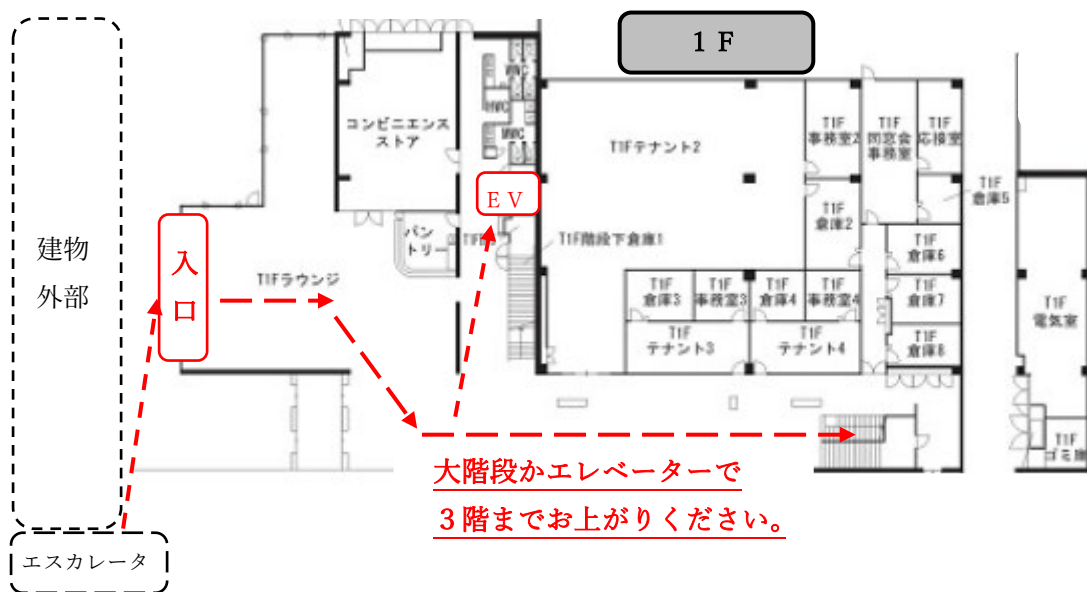 1F
WWC
HWC
MWC
コンビニエンス
ストア
T1Fテナント2
T1F
事務室2
T1F
同窓会
事務室
T1F
応接室
T1F
倉庫5
EV
T1F
倉庫2
建物
外部
入
口
T1Fラウンジ
パン
トリー
T1F階段下倉庫1
T1F
倉庫6
T1F
倉庫3
T1F
事務室3
T1F
倉庫4
T1F
事務室4
T1F
倉庫7
T1F
電気室
T1F
テナント3
T1F
テナント4
T1F
倉庫8
T1F
ゴミ庫
大階段かエレベーターで
3階までお上がりください。
エスカレータ